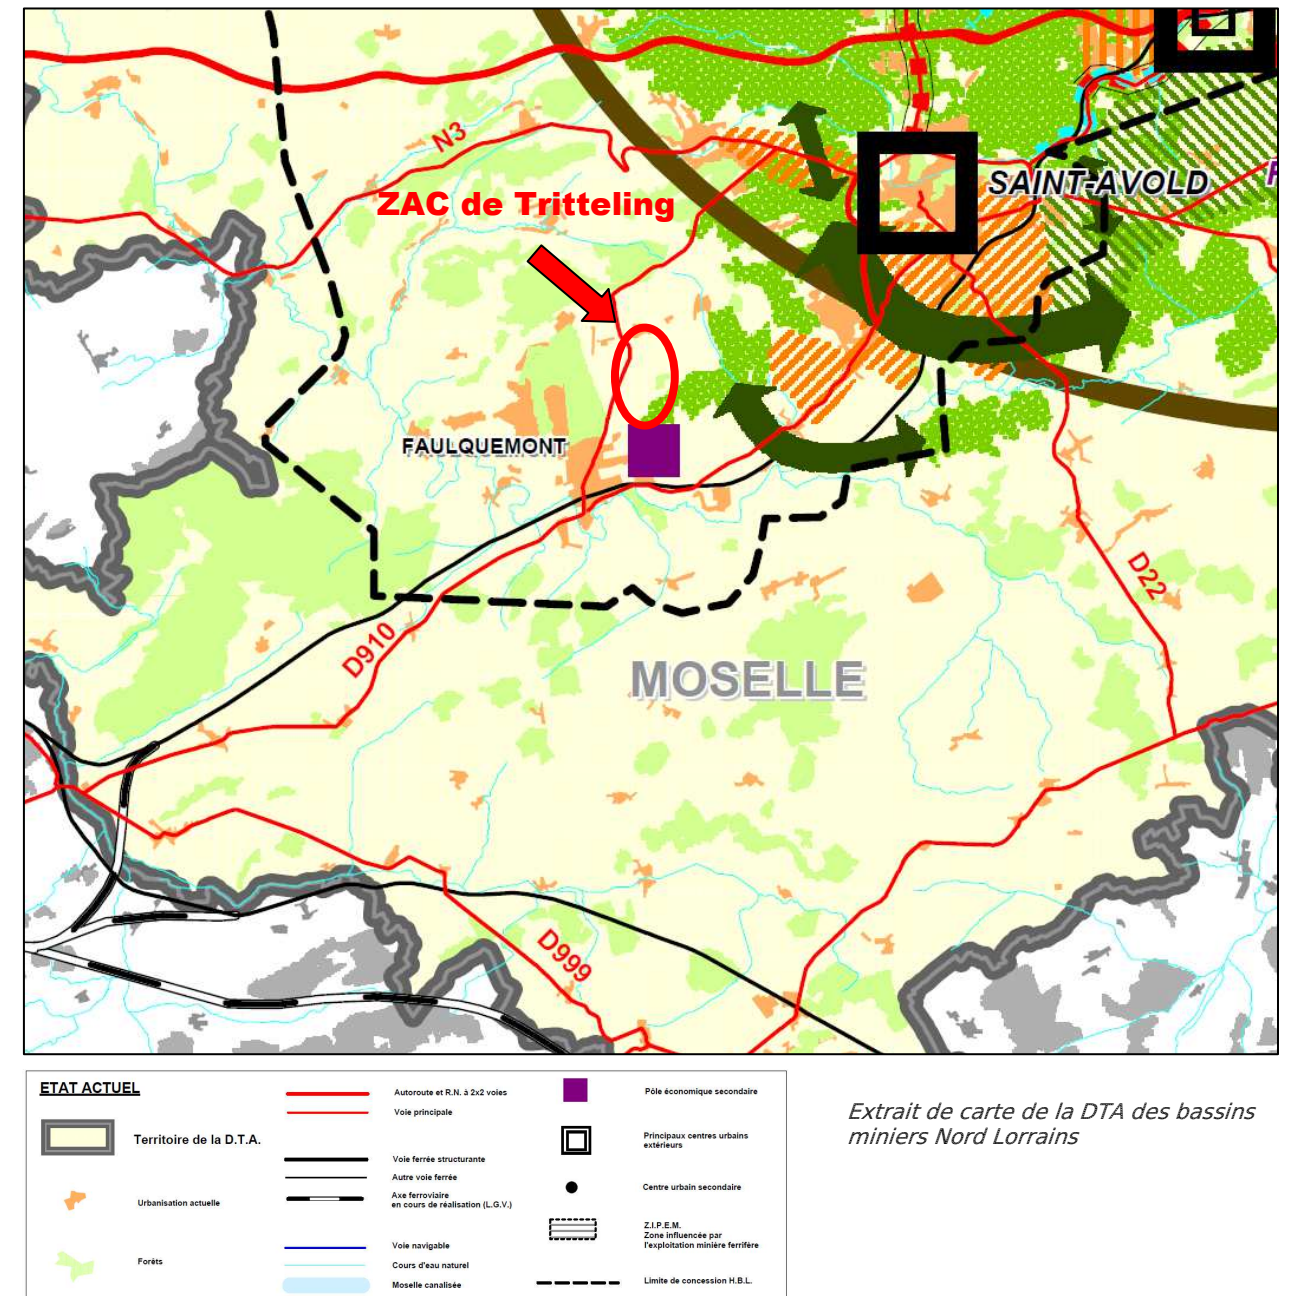 N3
ZAC de Tritteling
SAINT-AVOLD
FAULQUEMONT
D22
D910
MOSELLE
D999
ETAT ACTUEL
Territoire de la D.T.A.
Urbanisation actuelle
Forêts
Autoroute et R.N. à 2x2 voies
Voie principale
Voie ferrée structurante
Autre voie ferrée
Axe ferroviaire
en cours de réalisation (L.G.V.)
Voie navigable
Cours d'eau naturel
Moselle canalisée
Pôle économique secondaire
Principaux centres urbains
extérieurs
Centre urbain secondaire
Z.I.P.E.M.
Zone influencée par
l'exploitation minière ferrifère
Limite de concession H.B.L.
Extrait de carte de la DTA des bassins
miniers Nord Lorrains